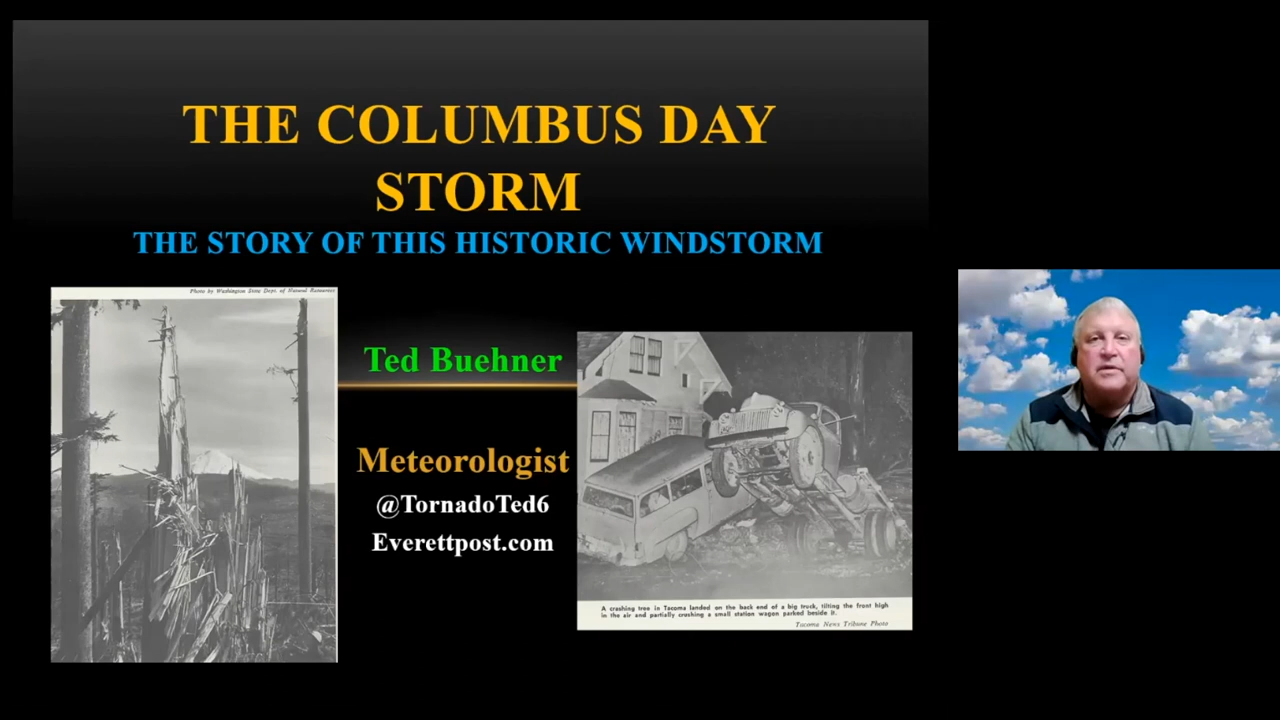 THE COLUMBUS DAY
STORM
THE STORY OF THIS HISTORIC WINDSTORM
Photo by Washington State Dept. of Natural Resources
Ted Buehner
Meteorologist
@TornadoTed6
Everettpost.com
A crashing tree in Tacoma landed on the back end of a big truck, tilting the front high
in the air and partially crushing a small station wagon parked beside it.
Tacoma News Tribune Photo